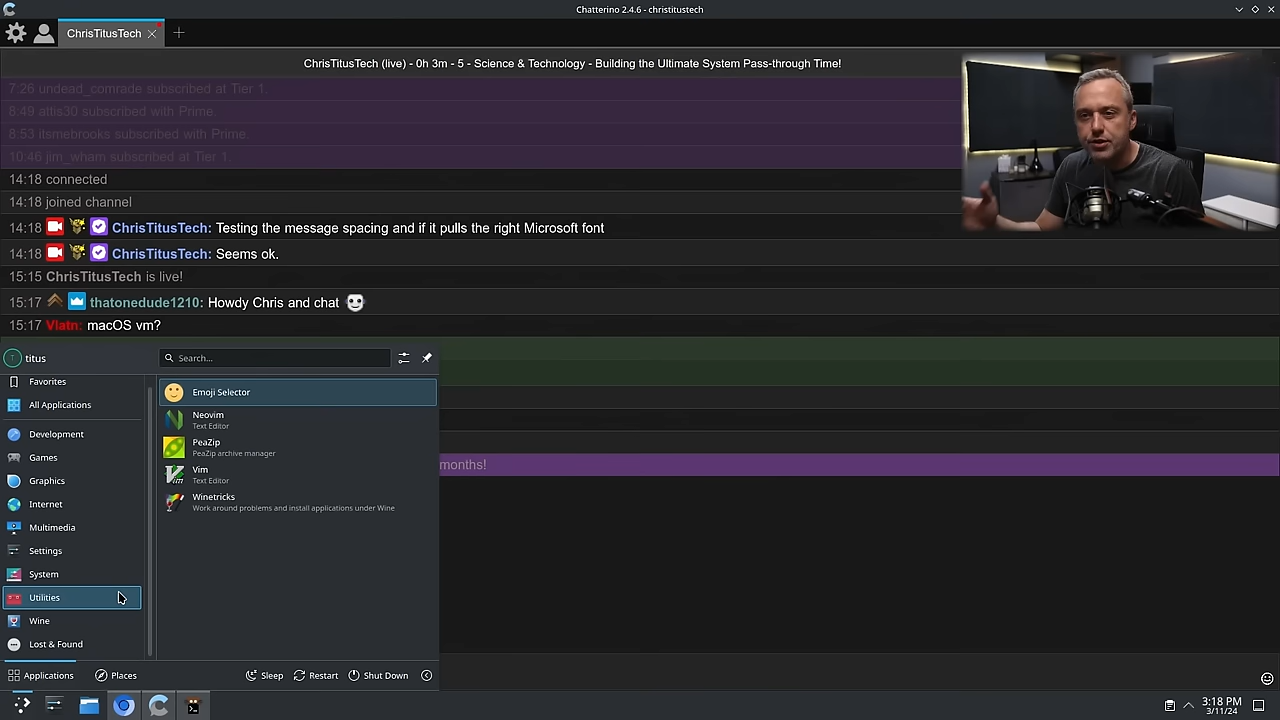 Chatterino 2.4.6 - christitustech
ChrisTitusTech
ChrisTitusTech (live) - 0h 3m - 5 - Science & Technology - Building the Ultimate System Pass-through Time!
7:26 undead_comrade subscribed at Tier 1.
8:49 attis30 subscribed with Prime.
8:53 itsmebrooks subscribed with Prime.
10:46 jim_wham subscribed at Tier 1.
14:18 connected
14:18 joined channel
14:18 ChrisTitusTech: Testing the message spacing and if it pulls the right Microsoft font
14:18 ChrisTitusTech: Seems ok.
15:15 ChrisTitusTech is live!
15:17 thatonedude1210: Howdy Chris and chat
15:17 Vlatn: macOS vm?
months!
titus
Search...
Favorites
All Applications
Development
Games
Graphics
Internet
Multimedia
Settings
System
Utilities
Wine
Lost & Found
Emoji Selector
Neovim
Text Editor
PeaZip
PeaZip archive manager
Vim
Text Editor
Winetricks
Work around problems and install applications under Wine
Applications
Places
Sleep
Restart
Shut Down
3:18 PM
3/11/24